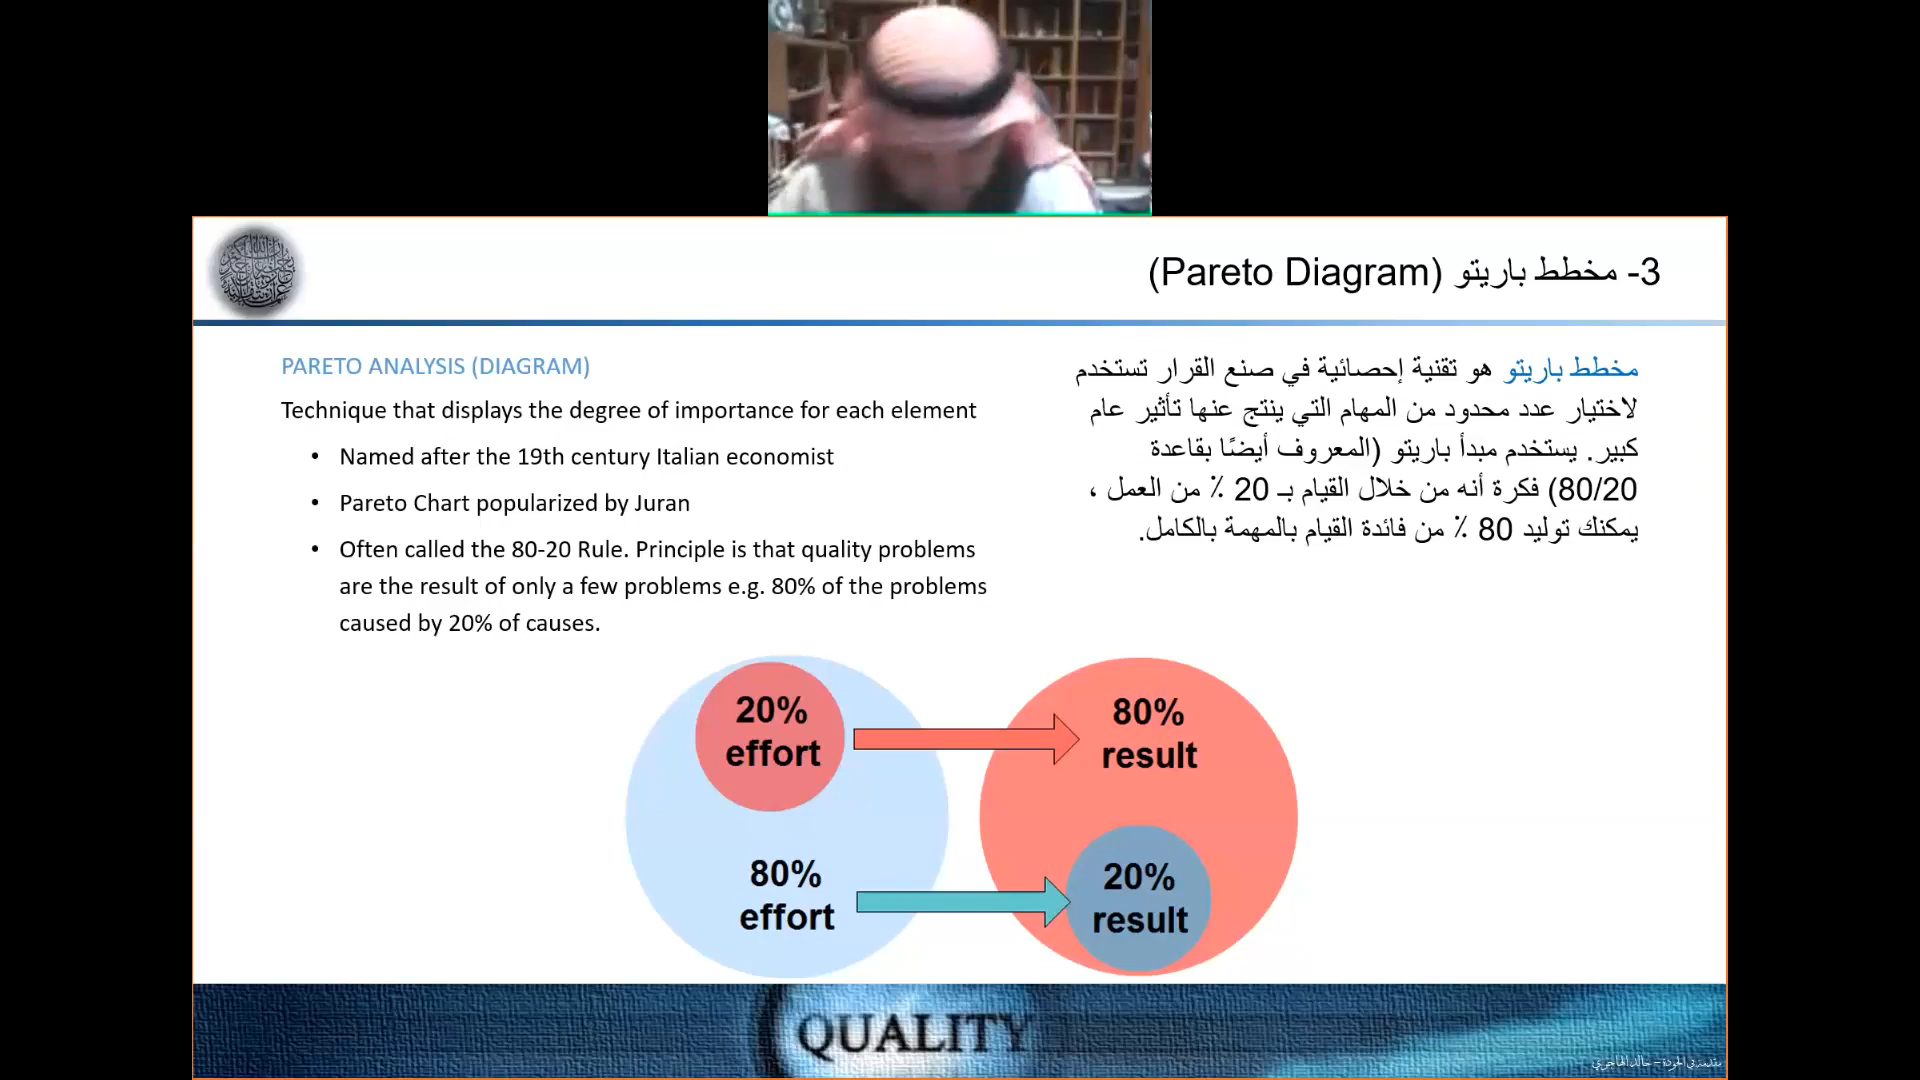 3- مخطط باريتو (Pareto Diagram)
PARETO ANALYSIS (DIAGRAM)
Technique that displays the degree of importance for each element
• Named after the 19th century Italian economist
• Pareto Chart popularized by Juran
• Often called the 80-20 Rule. Principle is that quality problems
are the result of only a few problems e.g. 80% of the problems
caused by 20% of causes.
مخطط باريتو هو تقنية إحصائية في صنع القرار تستخدم
لاختيار عدد محدود من المهام التي ينتج عنها تأثير عام
كبير. يستخدم مبدأ باريتو (المعروف أيضًا بقاعدة
80/20) فكرة أنه من خلال القيام بـ 20 ٪ من العمل ،
يمكنك توليد 80 ٪ من فائدة القيام بالمهمة بالكامل.
20%
effort
80%
result
80%
effort
20%
result
QUALITY
مقدمة في الجودة – خالد الهاجري